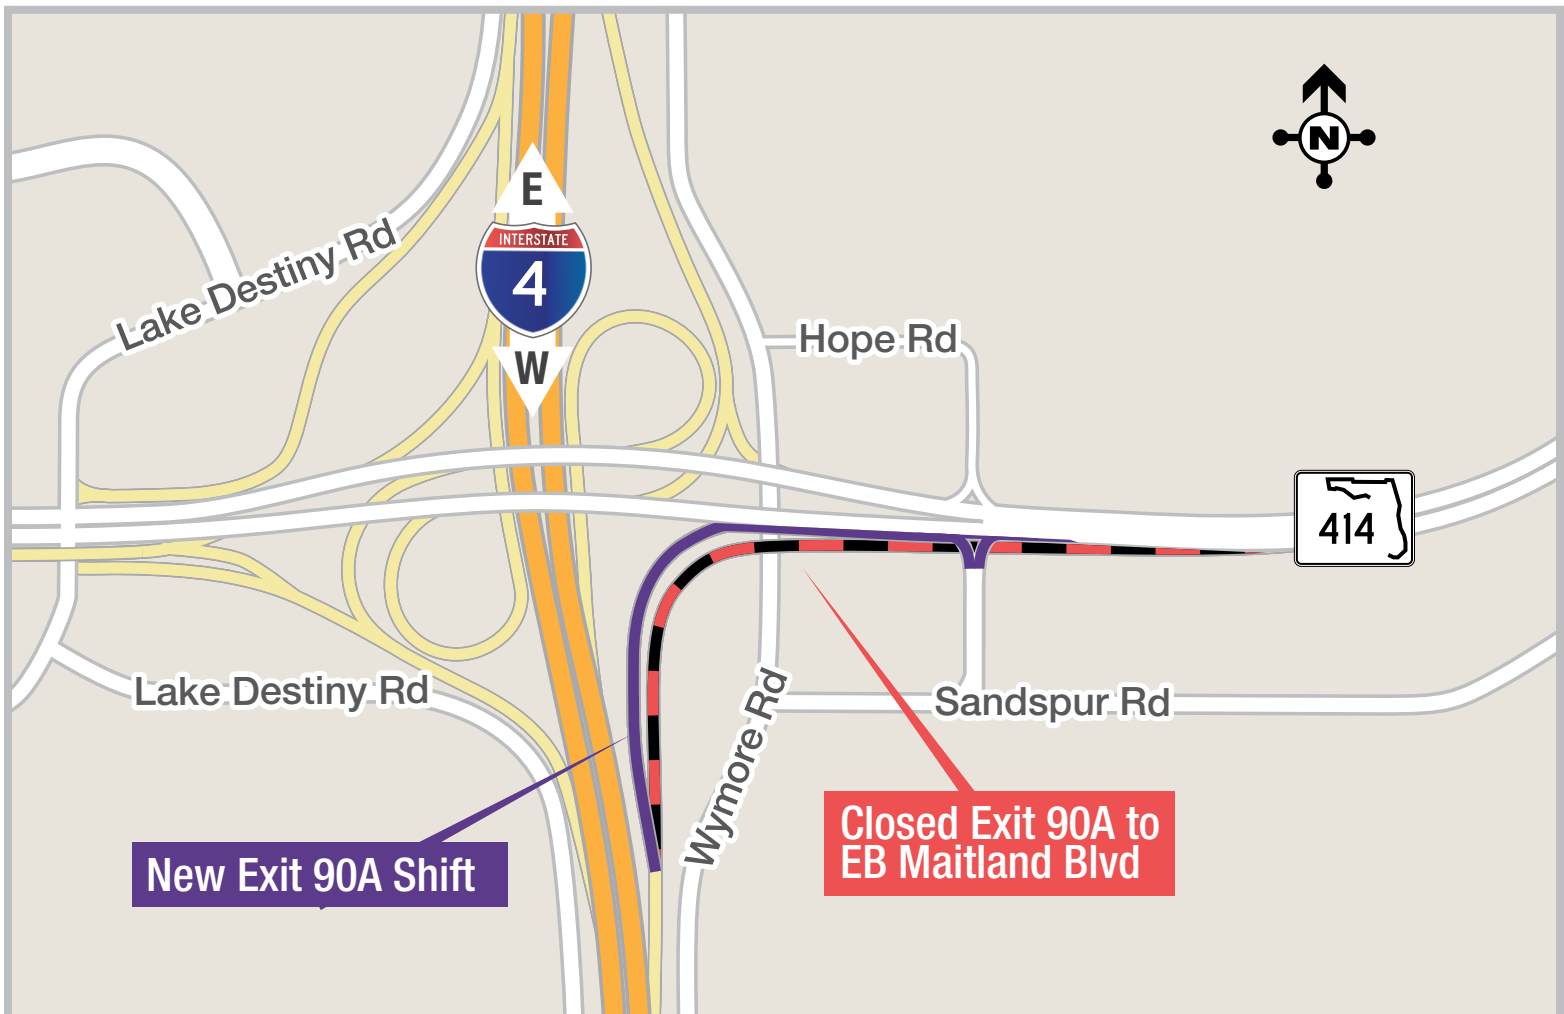 N
E
INTERSTATE
4
W
Lake Destiny Rd
Hope Rd
414
Lake Destiny Rd
Sandspur Rd
Wymore Rd
New Exit 90A Shift
Closed Exit 90A to
EB Maitland Blvd